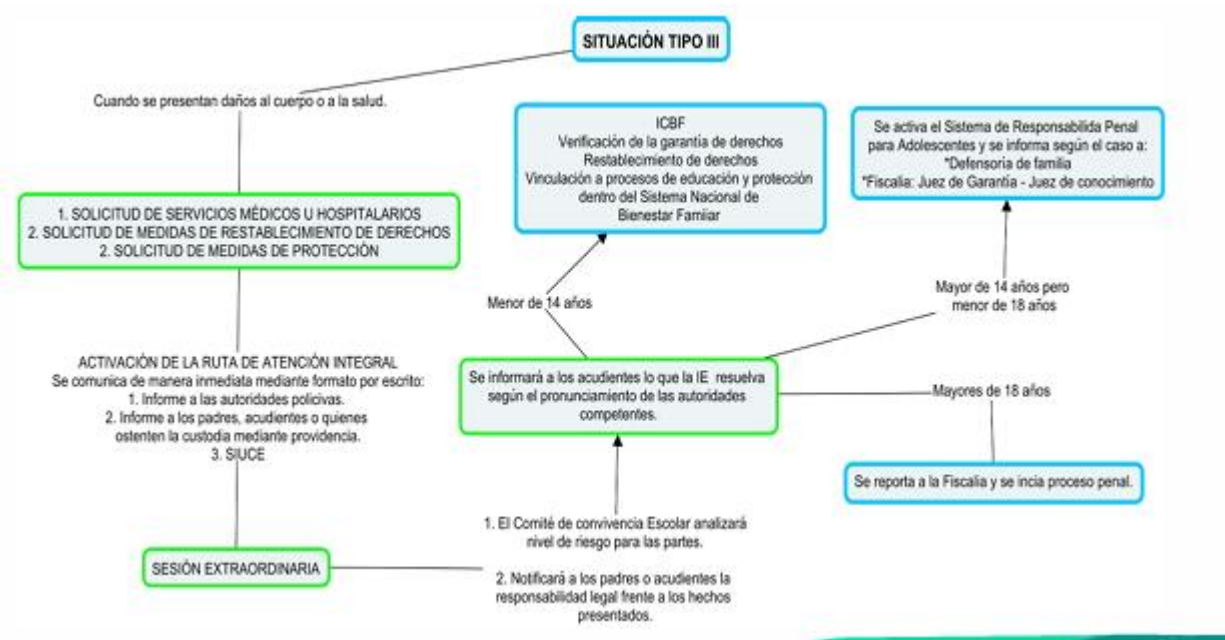 SITUACIÓN TIPO III
Cuando se presentan daños al cuerpo o a la salud.
1. SOLICITUD DE SERVICIOS MÉDICOS U HOSPITALARIOS
2. SOLICITUD DE MEDIDAS DE RESTABLECIMIENTO DE DERECHOS
2. SOLICITUD DE MEDIDAS DE PROTECCIÓN
ACTIVACIÓN DE LA RUTA DE ATENCIÓN INTEGRAL
Se comunica de manera inmediata mediante formato por escrito:
1. Informe a las autoridades policivas.
2. Informe a los padres, acudientes o quienes
ostenten la custodia mediante providencia.
3. SIUCE
SESIÓN EXTRAORDINARIA
1. El Comité de convivencia Escolar analizará
nivel de riesgo para las partes.
2. Notificará a los padres o acudientes la
responsabilidad legal frente a los hechos
presentados.
Se informará a los acudientes lo que la IE resuelva
según el pronunciamiento de las autoridades
competentes.
Menor de 14 años
ICBF
Verificación de la garantía de derechos
Restablecimiento de derechos
Vinculación a procesos de educación y protección
dentro del Sistema Nacional de
Bienestar Famiiar
Mayor de 14 años pero
menor de 18 años
Se activa el Sistema de Responsabilida Penal
para Adolescentes y se informa según el caso a:
*Defensoría de familia
*Fiscalia: Juez de Garantía - Juez de conocimiento
Mayores de 18 años
Se reporta a la Fiscalia y se incia proceso penal.